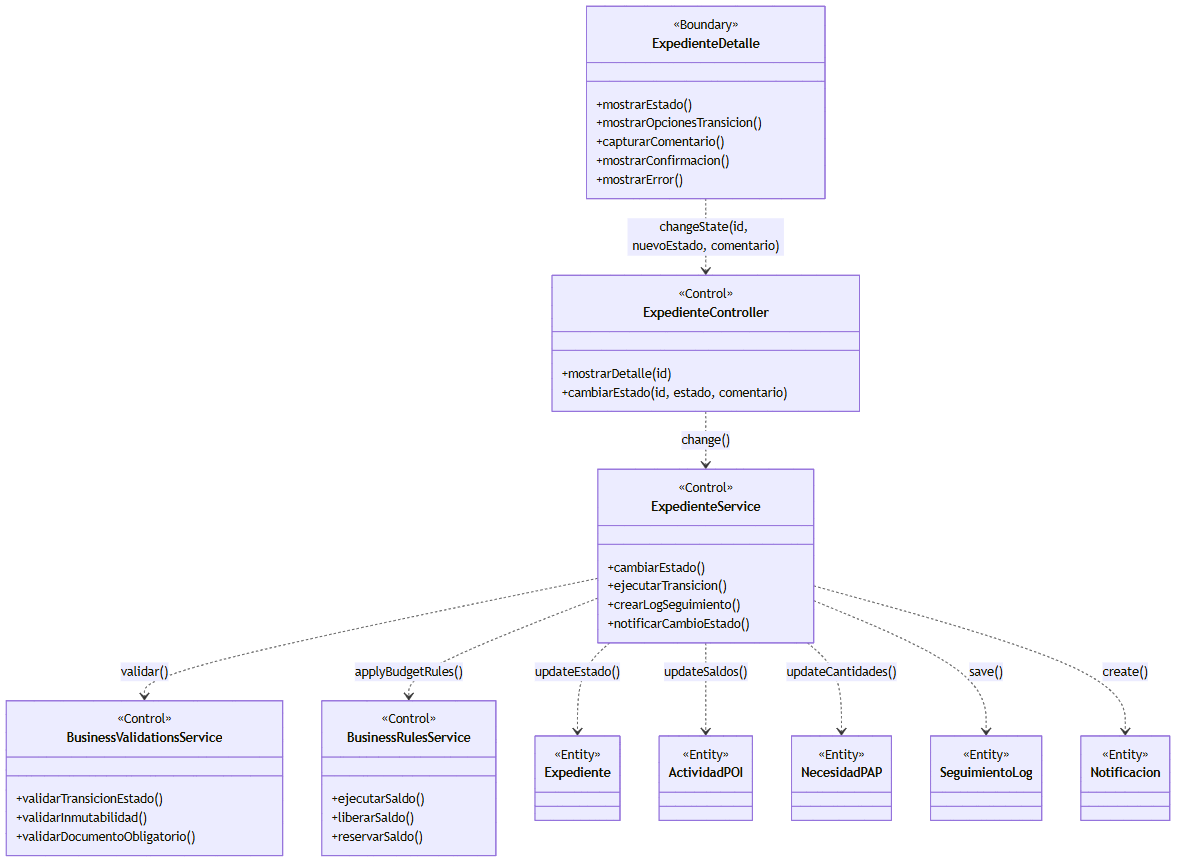 «Boundary»
ExpedienteDetalle
+mostrarEstado()
+mostrarOpcionesTransicion()
+capturarComentario()
+mostrarConfirmacion()
+mostrarError()
changeState(id,
nuevoEstado, comentario)
«Control»
ExpedienteController
+mostrarDetalle(id)
+cambiarEstado(id, estado, comentario)
change()
«Control»
ExpedienteService
+cambiarEstado()
+ejecutarTransicion()
+crearLogSeguimiento()
+notificarCambioEstado()
validar()
applyBudgetRules()
updateEstado()
updateSaldos()
updateCantidades()
save()
create()
«Control»
BusinessValidationsService
+validarTransicionEstado()
+validarInmutabilidad()
+validarDocumentoObligatorio()
«Control»
BusinessRulesService
+ejecutarSaldo()
+liberarSaldo()
+reservarSaldo()
«Entity»
Expediente
«Entity»
ActividadPOI
«Entity»
NecesidadPAP
«Entity»
SeguimientoLog
«Entity»
Notificacion